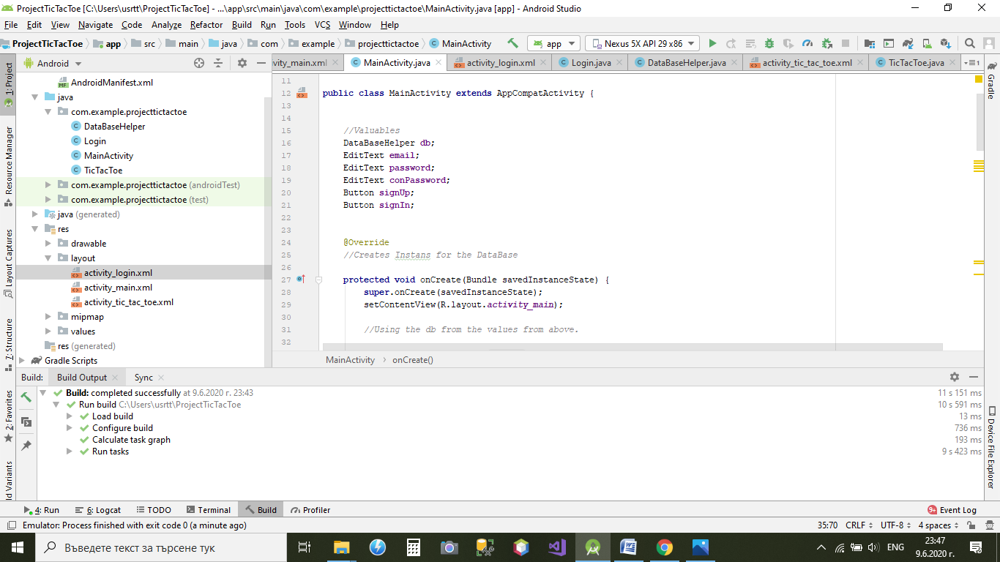 ProjectTicTacToe [C:\Users\usrtt\ProjectTicTacToe] - ...\app\src\main\java\com\example\projecttictactoe\MainActivity.java [app] - Android Studio
File Edit View Navigate Code Analyze Refactor Build Run Tools VCS Window Help
ProjectTicTacToe app src main java com example projecttictactoe MainActivity app Nexus 5X API 29 x86
Android
ivity_main.xml MainActivity.java activity_login.xml Login.java DataBaseHelper.java activity_tic_tac_toe.xml TicTacToe.java
1: Project
Resource Manager
Layout Captures
7: Structure
2: Favorites
ld Variants
AndroidManifest.xml
java
com.example.projecttictactoe
DataBaseHelper
Login
MainActivity
TicTacToe
com.example.projecttictactoe (androidTest)
com.example.projecttictactoe (test)
java (generated)
res
drawable
layout
activity_login.xml
activity_main.xml
activity_tic_tac_toe.xml
mipmap
values
res (generated)
Gradle Scripts
11
12 public class MainActivity extends AppCompatActivity {
13
14
15 //Valuables
16 DataBaseHelper db;
17 EditText email;
18 EditText password;
19 EditText conPassword;
20 Button signUp;
21 Button signIn;
22
23
24 @Override
25 //Creates Instans for the DataBase
26
27 protected void onCreate(Bundle savedInstanceState) {
28 super.onCreate(savedInstanceState);
29 setContentView(R.layout.activity_main);
30
31 //Using the db from the values from above.
32
MainActivity onCreate()
Gradle
Device File Explorer
Build: Build Output Sync
Build: completed successfully at 9.6.2020 г. 23:43 11 s 151 ms
Run build C:\Users\usrtt\ProjectTicTacToe 10 s 591 ms
Load build 13 ms
Configure build 736 ms
Calculate task graph 193 ms
Run tasks 9 s 423 ms
4: Run 6: Logcat TODO Terminal Build Profiler 9+ Event Log
Emulator: Process finished with exit code 0 (a minute ago) 35:70 CRLF UTF-8 4 spaces
Въведете текст за търсене тук
ENG
23:47
9.6.2020 г.